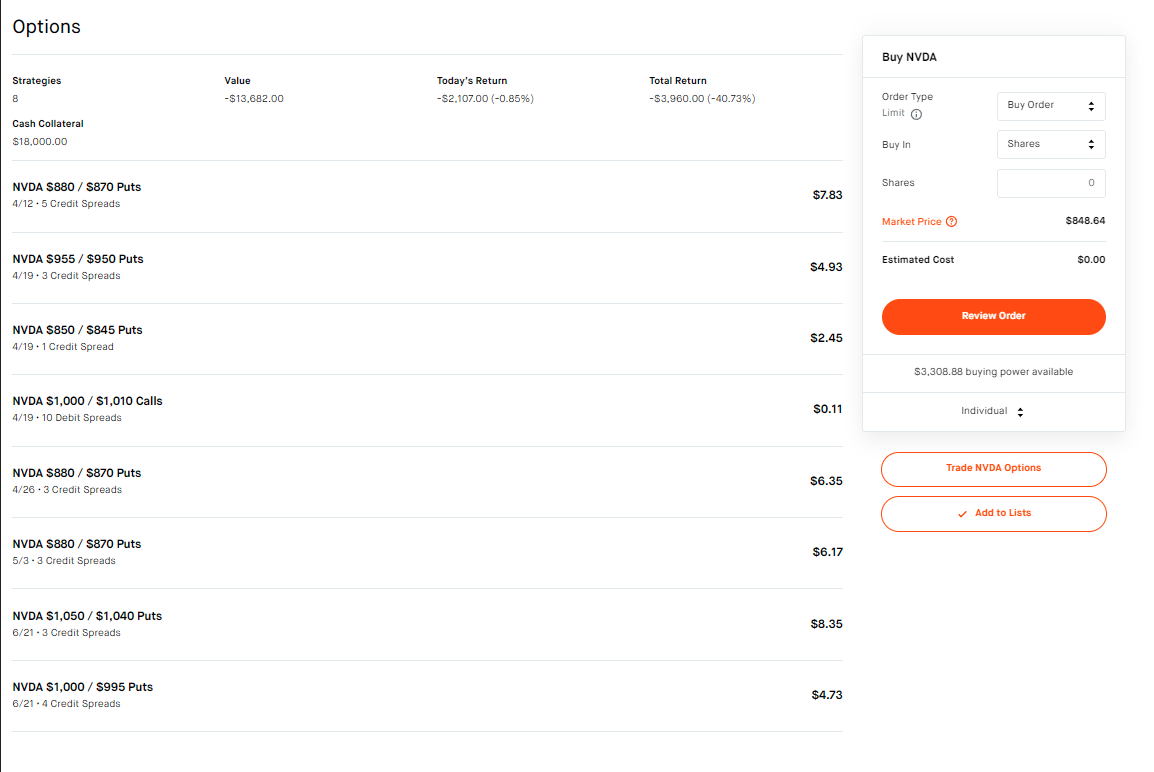 Options
Strategies Value Today's Return Total Return
8 -$13,682.00 -$2,107.00 (-0.85%) -$3,960.00 (-40.73%)
Cash Collateral
$18,000.00
NVDA $880 / $870 Puts
4/12 · 5 Credit Spreads
$7.83
NVDA $955 / $950 Puts
4/19 · 3 Credit Spreads
$4.93
NVDA $850 / $845 Puts
4/19 · 1 Credit Spread
$2.45
NVDA $1,000 / $1,010 Calls
4/19 · 10 Debit Spreads
$0.11
NVDA $880 / $870 Puts
4/26 · 3 Credit Spreads
$6.35
NVDA $880 / $870 Puts
5/3 · 3 Credit Spreads
$6.17
NVDA $1,050 / $1,040 Puts
6/21 · 3 Credit Spreads
$8.35
NVDA $1,000 / $995 Puts
6/21 · 4 Credit Spreads
$4.73
Buy NVDA
Order Type
Limit
Buy Order
Buy In Shares
Shares 0
Market Price $848.64
Estimated Cost $0.00
Review Order
$3,308.88 buying power available
Individual
Trade NVDA Options
Add to Lists